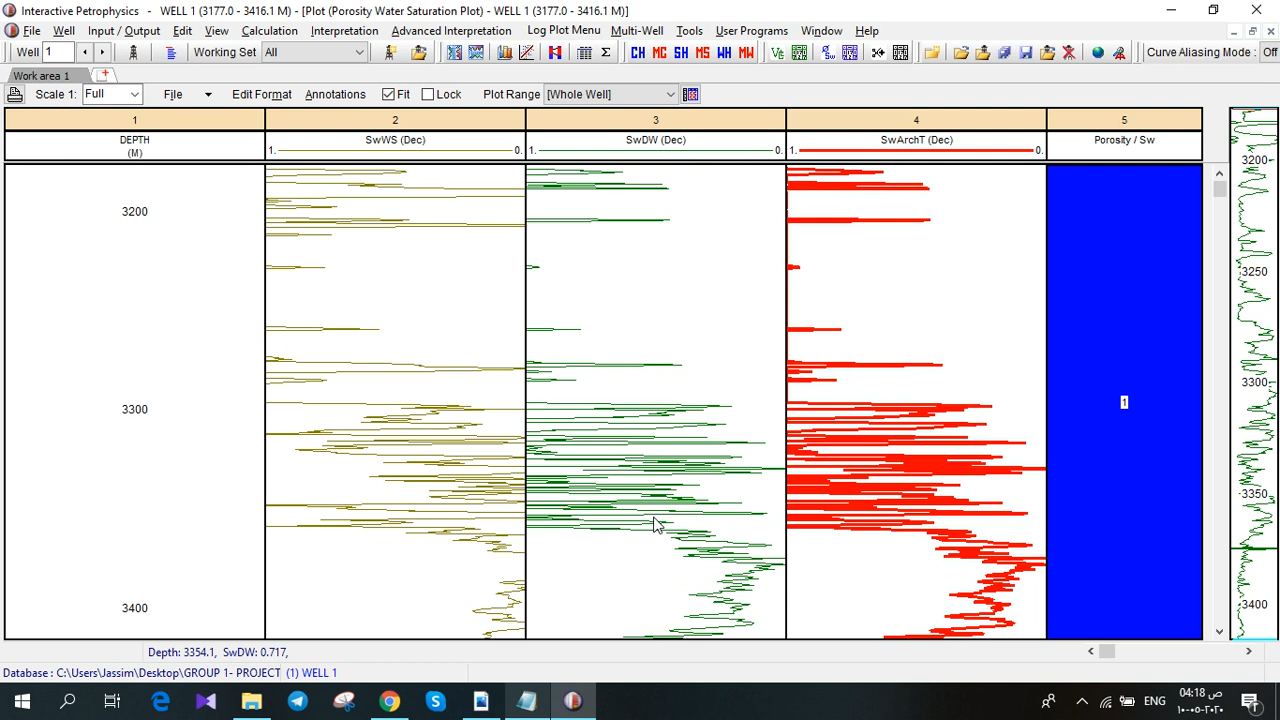 Interactive Petrophysics - WELL 1 (3177.0 - 3416.1 M) - [Plot (Porosity Water Saturation Plot) - WELL 1 (3177.0 - 3416.1 M)]
File Well Input / Output Edit View Calculation Interpretation Advanced Interpretation Log Plot Menu Multi-Well Tools User Programs Window Help
Well 1 Working Set All CH MC SH MS WH MW Curve Aliasing Mode : Off
Work area 1
Scale 1: Full File Edit Format Annotations Fit Lock Plot Range [Whole Well]
1 2 3 4 5
DEPTH SwWS (Dec) SwDW (Dec) SwArchT (Dec) Porosity / Sw
(M) 1. 0. 1. 0. 1. 0.
3200
3200
3250
3300
3300
1
3350
3400
3400
Depth: 3354.1, SwDW: 0.717,
Database : C:\Users\Jassim\Desktop\GROUP 1- PROJECT (1) WELL 1
ENG
04:18 ص
٢٠٢٠-٠٥-١٠